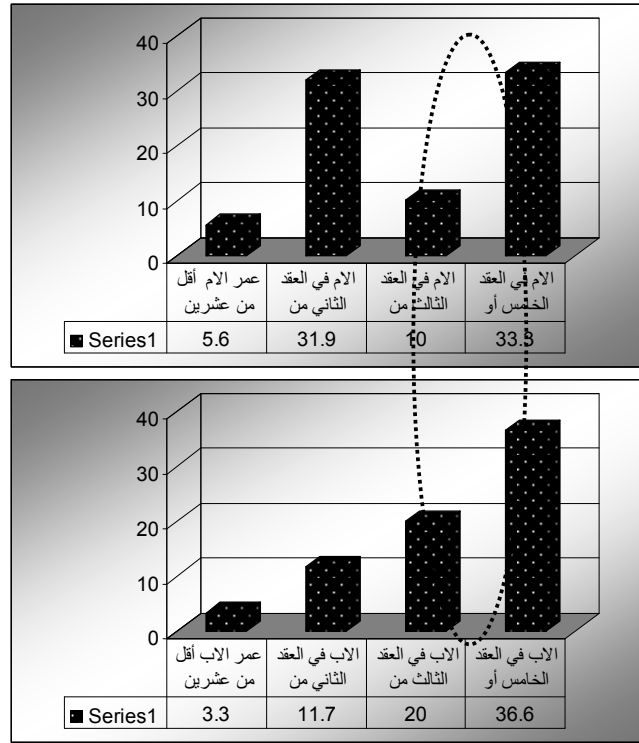 40
30
20
10
0
عمر الام أقل من عشرين
الام في العقد الثاني من
الام في العقد الثالث من
الام في العقد الخامس أو
Series1 5.6 31.9 10 33.3
40
30
20
10
0
عمر الاب أقل من عشرين
الاب في العقد الثاني من
الاب في العقد الثالث من
الاب في العقد الخامس أو
Series1 3.3 11.7 20 36.6